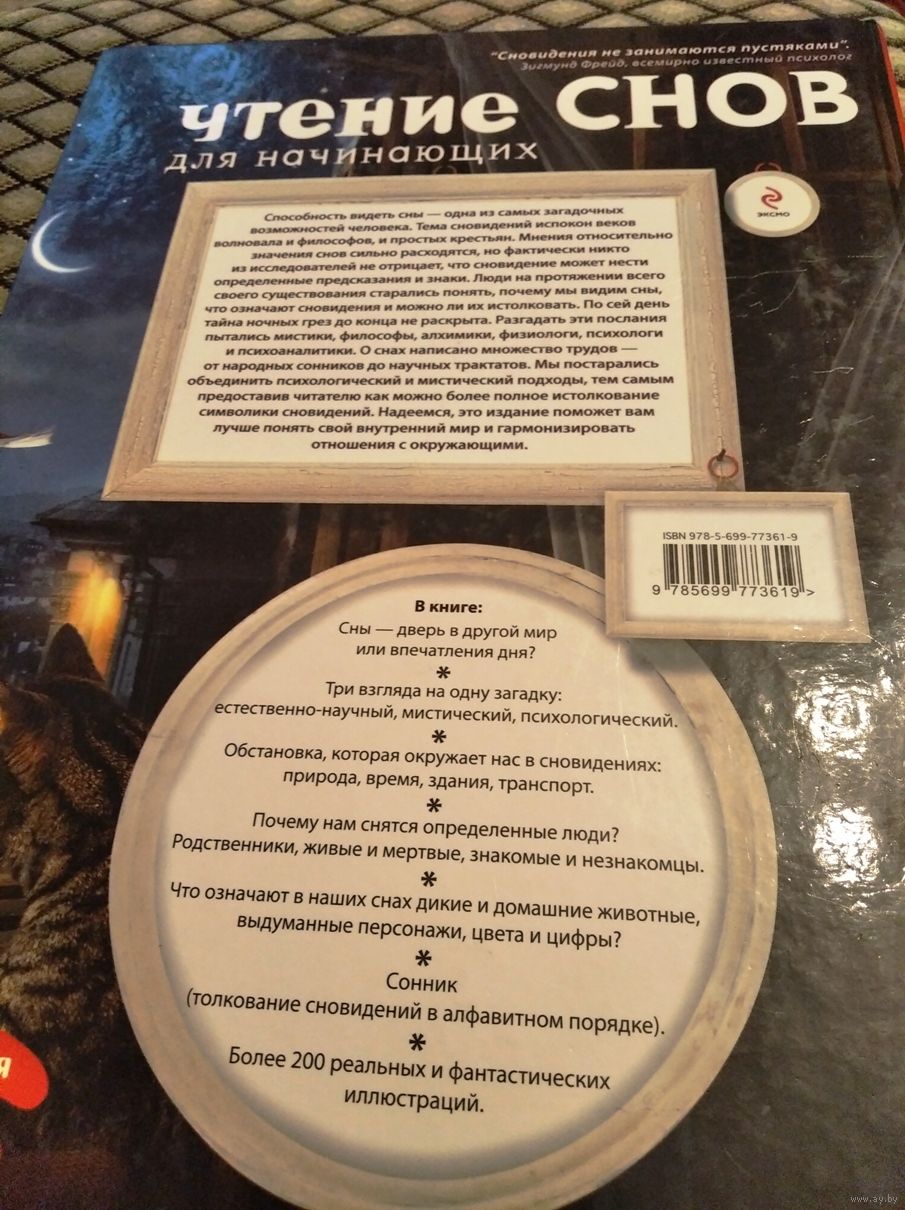 “Сновидения не занимаются пустяками”.
Зигмунд Фрейд, всемирно известный психолог
чтение СНОВ
для начинающих
эксмо
Способность видеть сны — одна из самых загадочных
возможностей человека. Тема сновидений испокон веков
волновала и философов, и простых крестьян. Мнения относительно
значения снов сильно расходятся, но фактически никто
из исследователей не отрицает, что сновидение может нести
определенные предсказания и знаки. Люди на протяжении всего
своего существования старались понять, почему мы видим сны,
что означают сновидения и можно ли их истолковать. По сей день
тайна ночных грез до конца не раскрыта. Разгадать эти послания
пытались мистики, философы, алхимики, физиологи, психологи
и психоаналитики. О снах написано множество трудов —
от народных сонников до научных трактатов. Мы постарались
объединить психологический и мистический подходы, тем самым
предоставив читателю как можно более полное истолкование
символики сновидений. Надеемся, это издание поможет вам
лучше понять свой внутренний мир и гармонизировать
отношения с окружающими.
ISBN 978-5-699-77361-9
9 785699 773619 >
В книге:
Сны — дверь в другой мир
или впечатления дня?
*
Три взгляда на одну загадку:
естественно-научный, мистический, психологический.
*
Обстановка, которая окружает нас в сновидениях:
природа, время, здания, транспорт.
*
Почему нам снятся определенные люди?
Родственники, живые и мертвые, знакомые и незнакомцы.
*
Что означают в наших снах дикие и домашние животные,
выдуманные персонажи, цвета и цифры?
*
Сонник
(толкование сновидений в алфавитном порядке).
*
Более 200 реальных и фантастических
иллюстраций.
я
www.ay.by